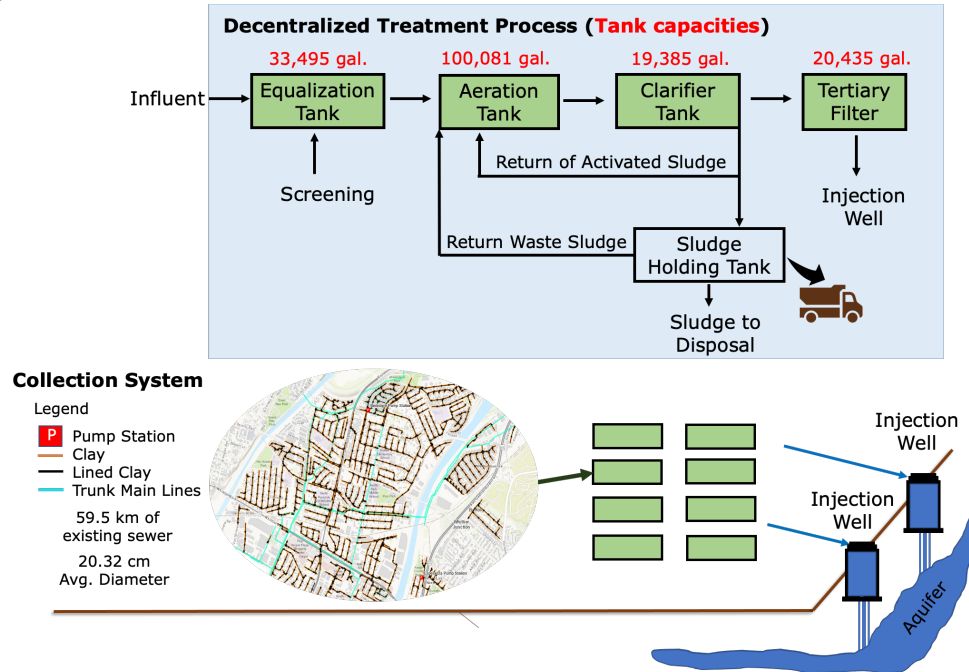 Decentralized Treatment Process (Tank capacities)
33,495 gal.
100,081 gal.
19,385 gal.
20,435 gal.
Influent
Equalization
Tank
Aeration
Tank
Clarifier
Tank
Tertiary
Filter
Return of Activated Sludge
Screening
Injection
Well
Return Waste Sludge
Sludge
Holding Tank
Sludge to
Disposal
Collection System
Legend
P
Pump Station
Clay
Lined Clay
Trunk Main Lines
59.5 km of
existing sewer
20.32 cm
Avg. Diameter
Injection
Well
Injection
Well
Aquifer